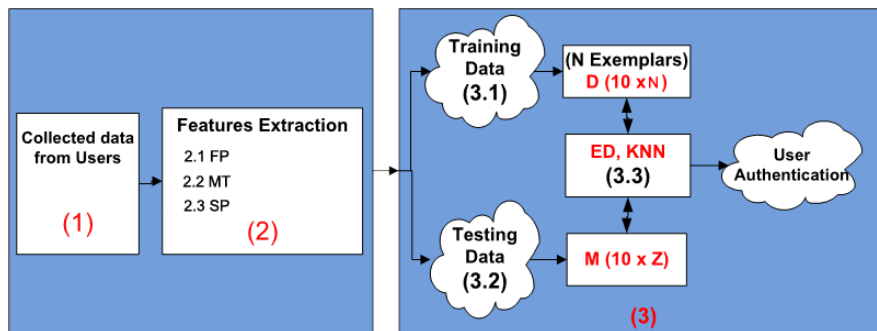 Collected data
from Users
(1)
Features Extraction
2.1 FP
2.2 MT
2.3 SP
(2)
Training
Data
(3.1)
(N Exemplars)
D (10 x N)
ED, KNN
(3.3)
User
Authentication
Testing
Data
(3.2)
M (10 x Z)
(3)